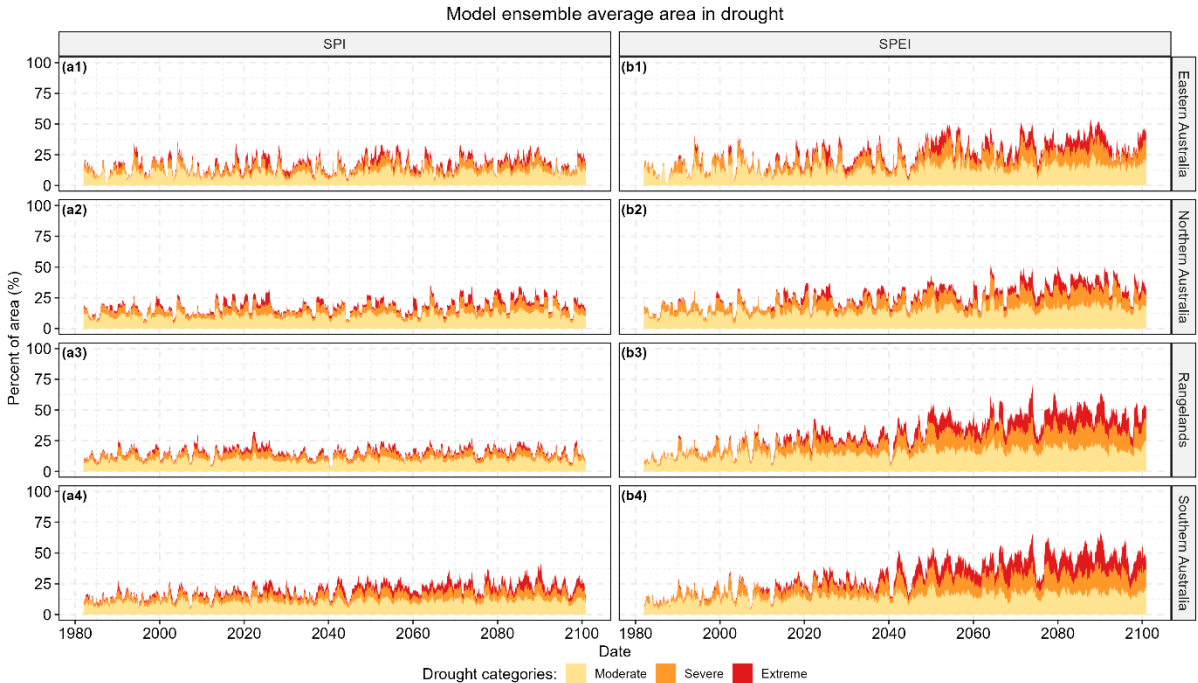 Model ensemble average area in drought
SPI
SPEI
(a1)
(b1)
100
75
50
25
0
Eastern Australia
(a2)
(b2)
100
75
50
25
0
Northern Australia
(a3)
(b3)
100
75
50
25
0
Rangelands
(a4)
(b4)
100
75
50
25
0
Southern Australia
Percent of area (%)
1980 2000 2020 2040 2060 2080 2100
1980 2000 2020 2040 2060 2080 2100
Date
Drought categories: Moderate Severe Extreme